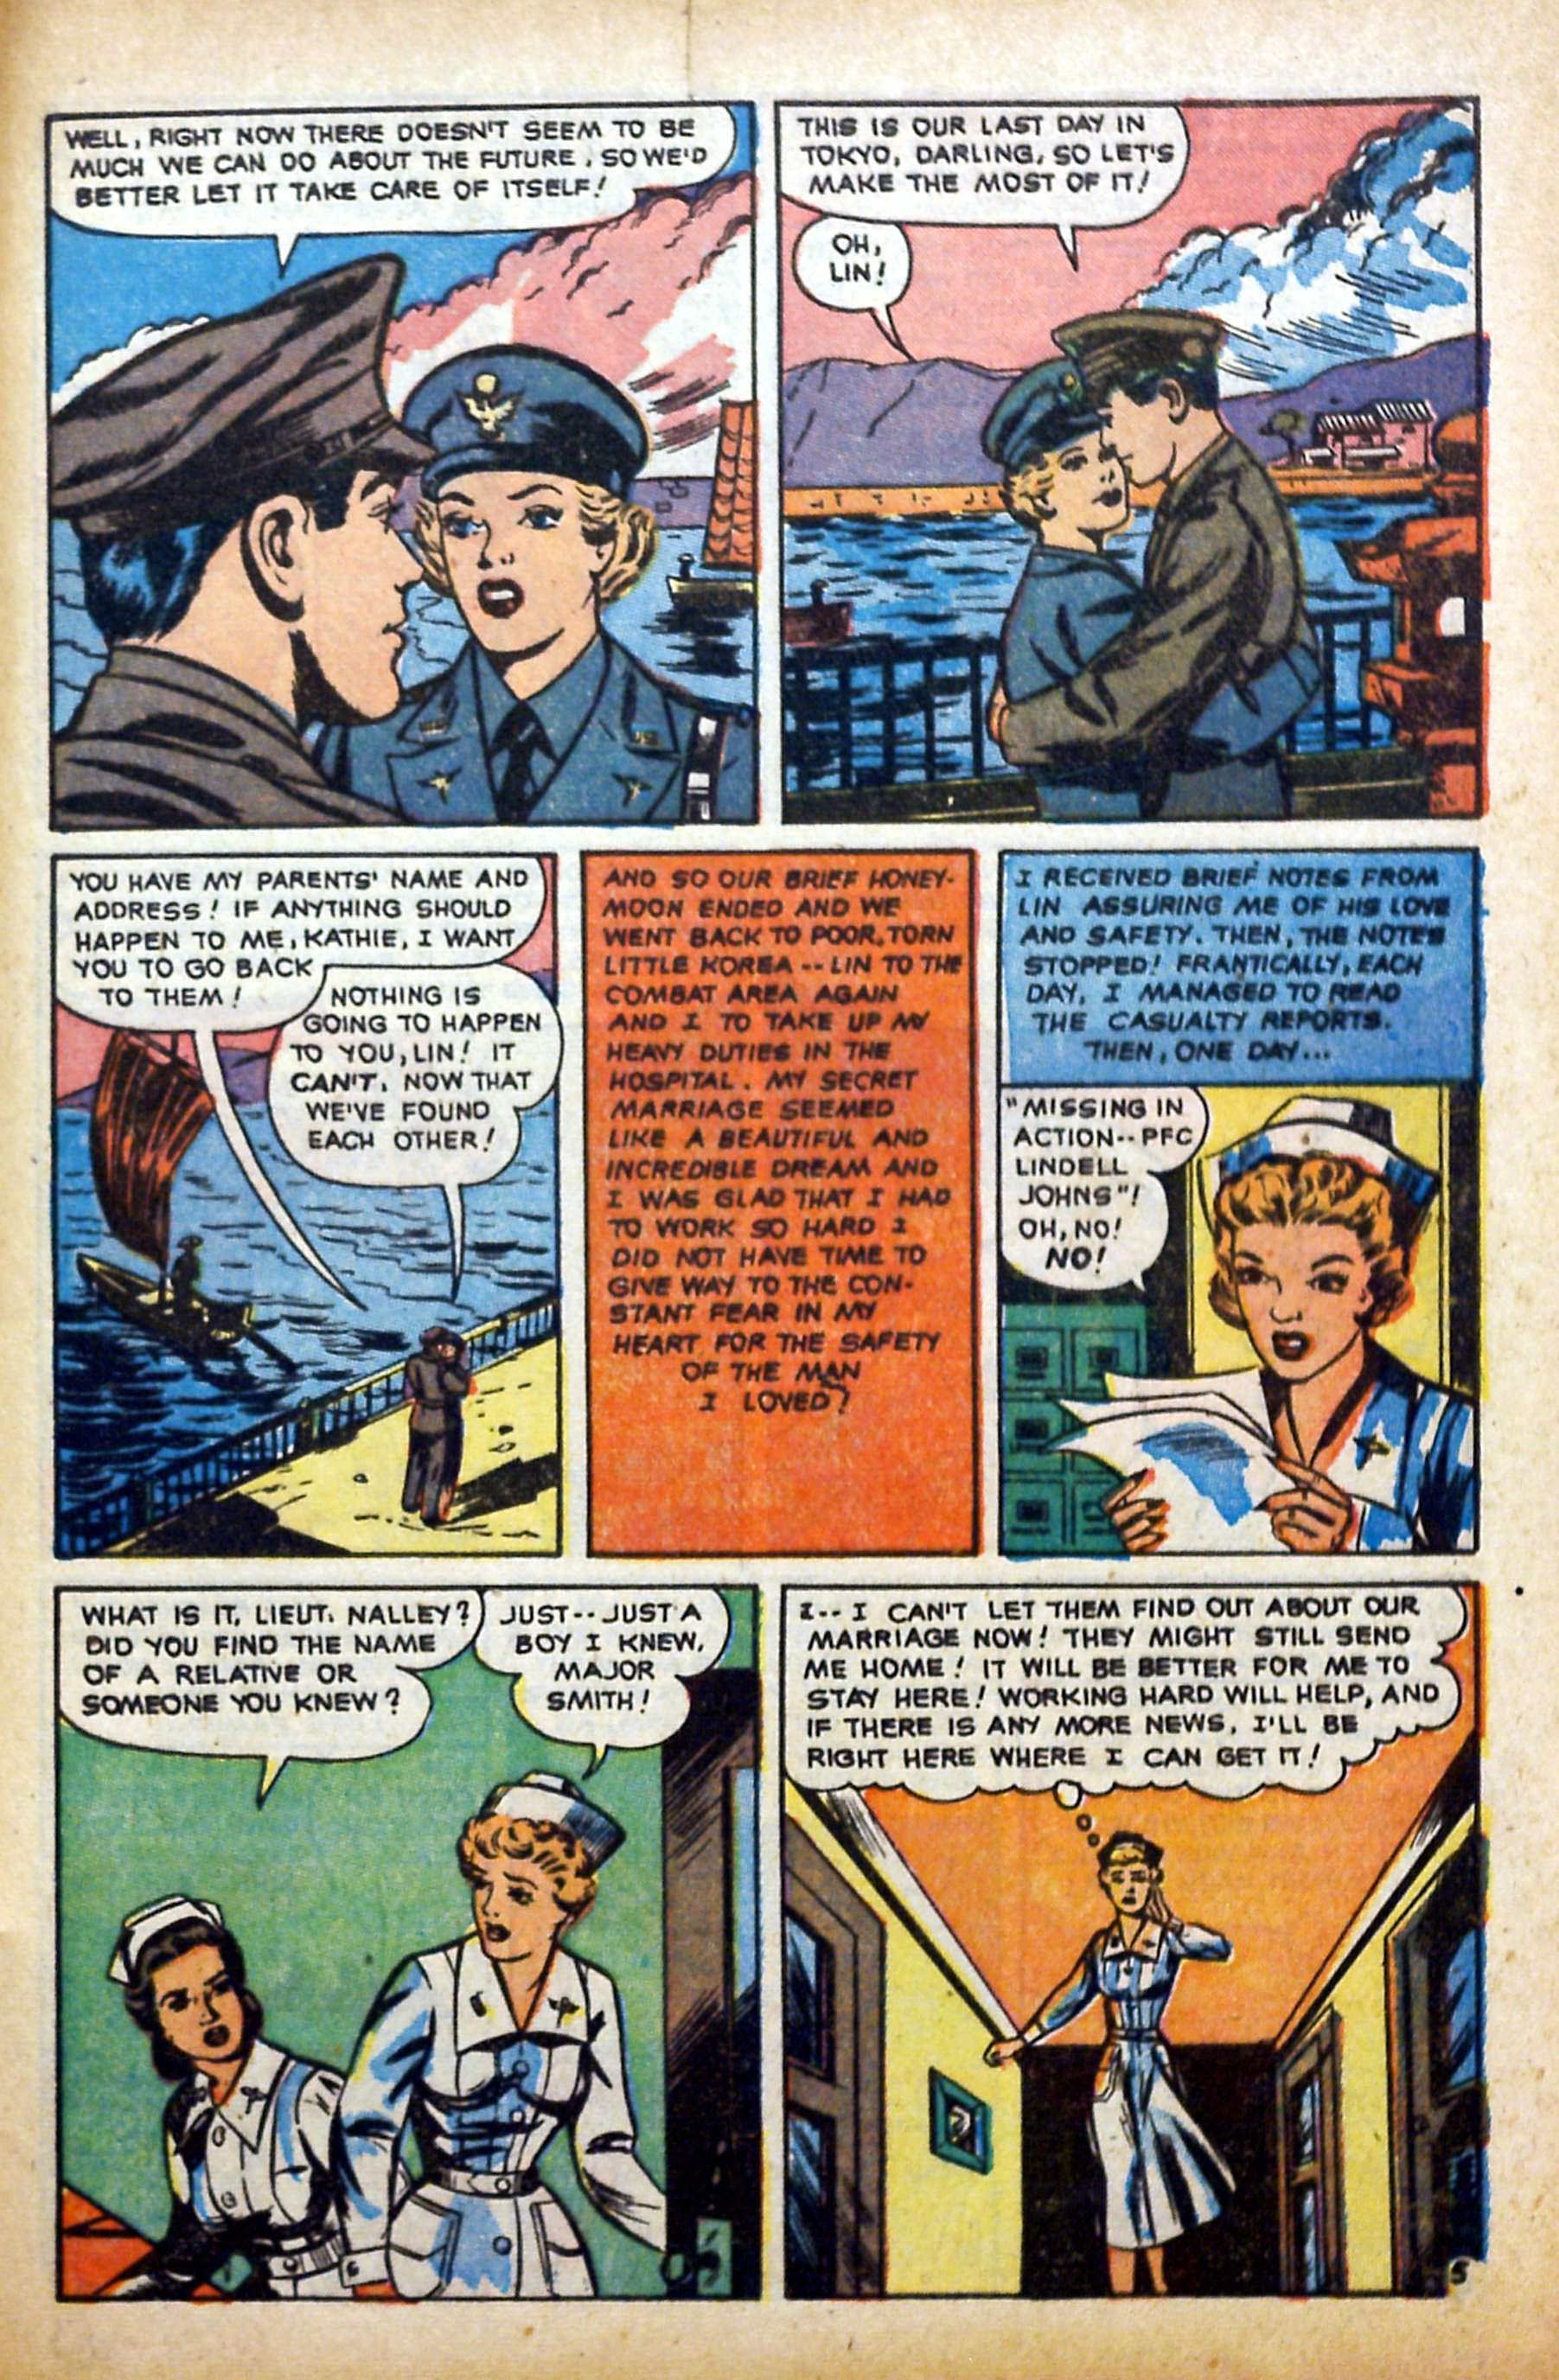 WELL, RIGHT NOW THERE DOESN'T SEEM TO BE
MUCH WE CAN DO ABOUT THE FUTURE, SO WE'D
BETTER LET IT TAKE CARE OF ITSELF!
THIS IS OUR LAST DAY IN
TOKYO, DARLING, SO LET'S
MAKE THE MOST OF IT!
OH,
LIN!
YOU HAVE MY PARENTS' NAME AND
ADDRESS! IF ANYTHING SHOULD
HAPPEN TO ME, KATHIE, I WANT
YOU TO GO BACK
TO THEM!
NOTHING IS
GOING TO HAPPEN
TO YOU, LIN! IT
CAN'T, NOW THAT
WE'VE FOUND
EACH OTHER!
AND SO OUR BRIEF HONEY-
MOON ENDED AND WE
WENT BACK TO POOR, TORN
LITTLE KOREA -- LIN TO THE
COMBAT AREA AGAIN
AND I TO TAKE UP MY
HEAVY DUTIES IN THE
HOSPITAL. MY SECRET
MARRIAGE SEEMED
LIKE A BEAUTIFUL AND
INCREDIBLE DREAM AND
I WAS GLAD THAT I HAD
TO WORK SO HARD I
DID NOT HAVE TIME TO
GIVE WAY TO THE CON-
STANT FEAR IN MY
HEART FOR THE SAFETY
OF THE MAN
I LOVED!
I RECEIVED BRIEF NOTES FROM
LIN ASSURING ME OF HIS LOVE
AND SAFETY. THEN, THE NOTES
STOPPED! FRANTICALLY, EACH
DAY, I MANAGED TO READ
THE CASUALTY REPORTS.
THEN, ONE DAY...
"MISSING IN
ACTION-- PFC
LINDELL
JOHNS"!
OH, NO!
NO!
WHAT IS IT, LIEUT. NALLEY?
DID YOU FIND THE NAME
OF A RELATIVE OR
SOMEONE YOU KNEW?
JUST-- JUST A
BOY I KNEW,
MAJOR
SMITH!
I-- I CAN'T LET THEM FIND OUT ABOUT OUR
MARRIAGE NOW! THEY MIGHT STILL SEND
ME HOME! IT WILL BE BETTER FOR ME TO
STAY HERE! WORKING HARD WILL HELP, AND
IF THERE IS ANY MORE NEWS, I'LL BE
RIGHT HERE WHERE I CAN GET IT!
5